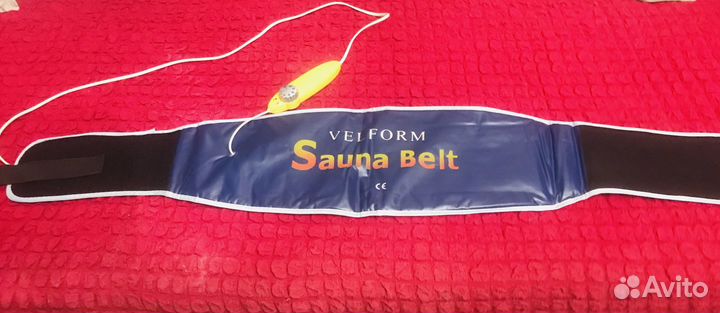 VELFORM
Sauna Belt
CE
Avito